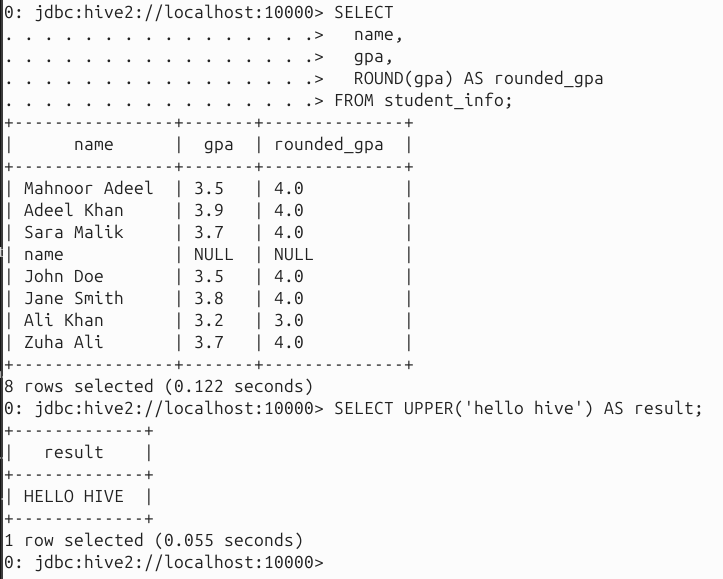 0: jdbc:hive2://localhost:10000> SELECT
. . . . . . . . . . . . . . . .>   name,
. . . . . . . . . . . . . . . .>   gpa,
. . . . . . . . . . . . . . . .>   ROUND(gpa) AS rounded_gpa
. . . . . . . . . . . . . . . .> FROM student_info;
+----------------+-------+--------------+
|      name      |  gpa  | rounded_gpa  |
+----------------+-------+--------------+
| Mahnoor Adeel  | 3.5   | 4.0          |
| Adeel Khan     | 3.9   | 4.0          |
| Sara Malik     | 3.7   | 4.0          |
| name           | NULL  | NULL         |
| John Doe       | 3.5   | 4.0          |
| Jane Smith     | 3.8   | 4.0          |
| Ali Khan       | 3.2   | 3.0          |
| Zuha Ali       | 3.7   | 4.0          |
+----------------+-------+--------------+
8 rows selected (0.122 seconds)
0: jdbc:hive2://localhost:10000> SELECT UPPER('hello hive') AS result;
+-------------+
|   result    |
+-------------+
| HELLO HIVE  |
+-------------+
1 row selected (0.055 seconds)
0: jdbc:hive2://localhost:10000>